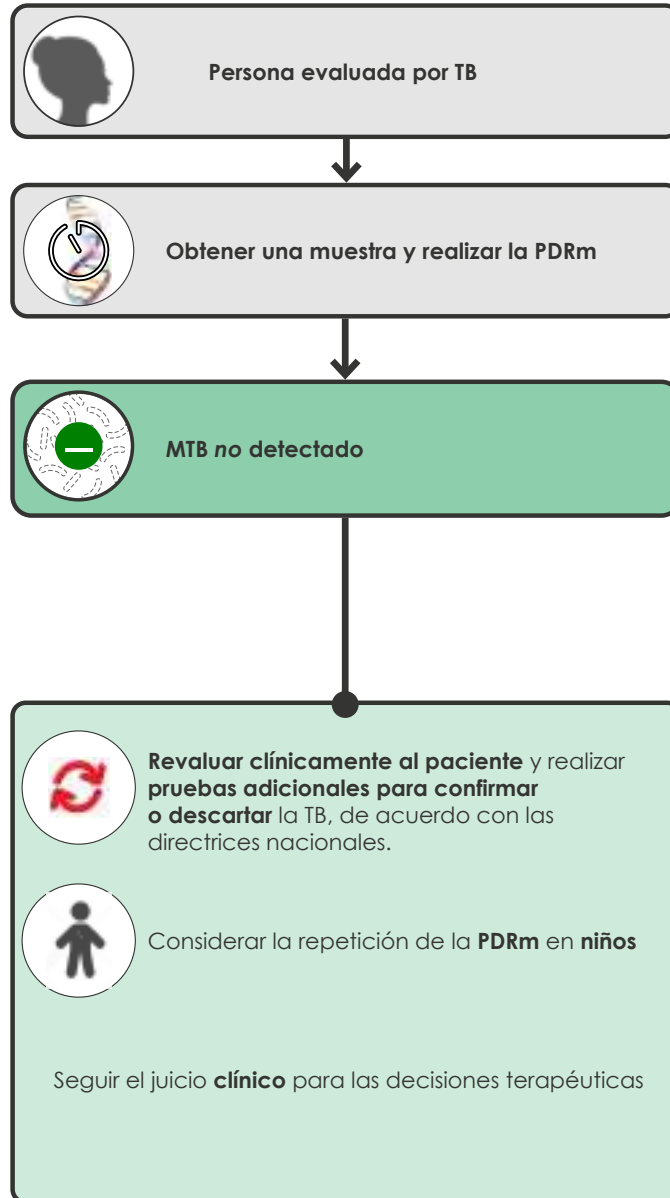 Persona evaluada por TB
Obtener una muestra y realizar la PDRm
MTB no detectado
Revaluar clínicamente al paciente y realizar
pruebas adicionales para confirmar
o descartar la TB, de acuerdo con las
directrices nacionales.
Considerar la repetición de la PDRm en niños
Seguir el juicio clínico para las decisiones terapéuticas